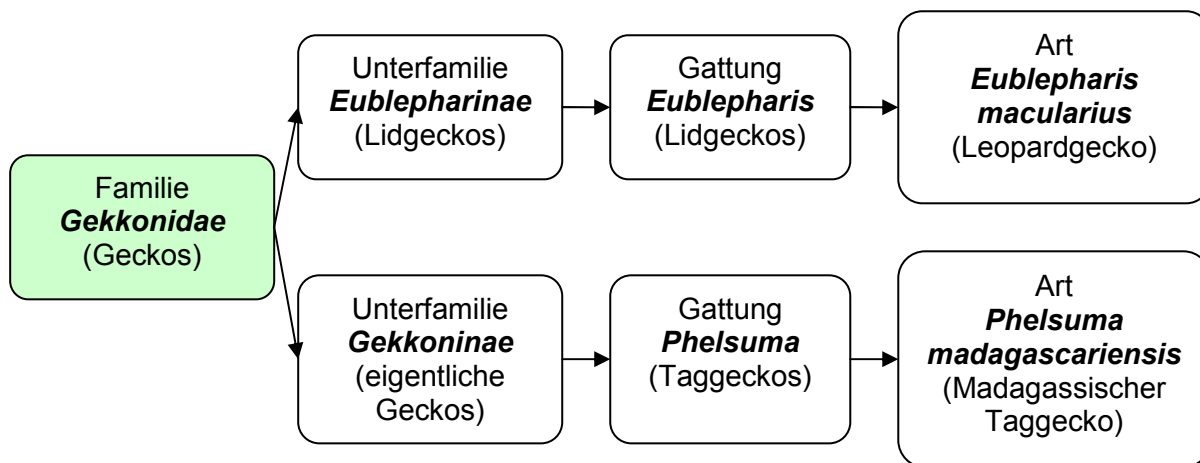 Familie
Gekkonidae
(Geckos)
Unterfamilie
Eublepharinae
(Lidgeckos)
Gattung
Eublepharis
(Lidgeckos)
Art
Eublepharis
macularius
(Leopardgecko)
Unterfamilie
Gekkoninae
(eigentliche
Geckos)
Gattung
Phelsuma
(Taggeckos)
Art
Phelsuma
madagascariensis
(Madagassischer
Taggecko)